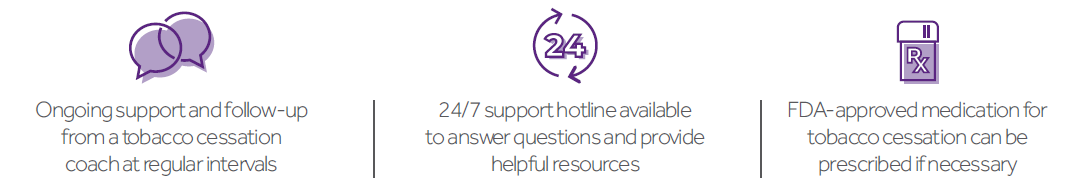 Ongoing support and follow-up
from a tobacco cessation
coach at regular intervals
24
24/7 support hotline available
to answer questions and provide
helpful resources
Rx
FDA-approved medication for
tobacco cessation can be
prescribed if necessary